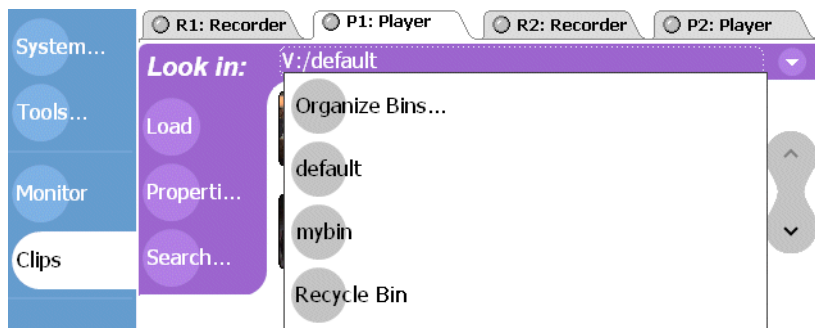 R1: Recorder
P1: Player
R2: Recorder
P2: Player
System...
Tools...
Monitor
Clips
Look in:
V:/default
Load
Properti...
Search...
Organize Bins...
default
mybin
Recycle Bin